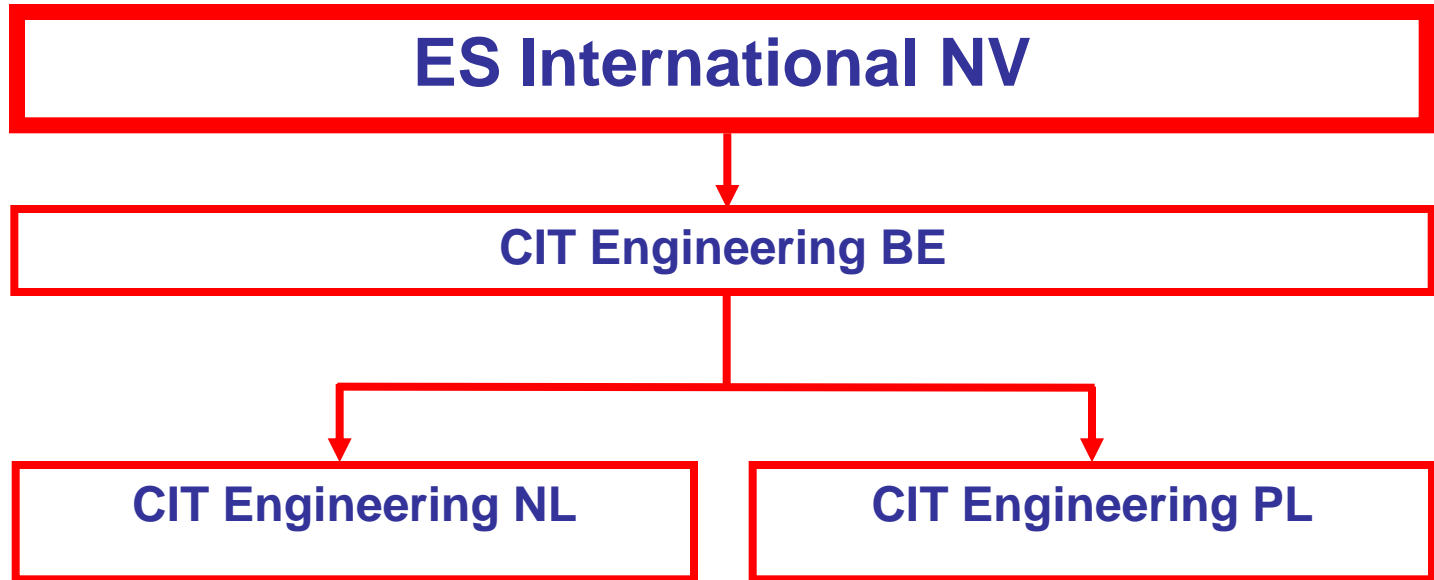 ES International NV
CIT Engineering BE
CIT Engineering NL
CIT Engineering PL